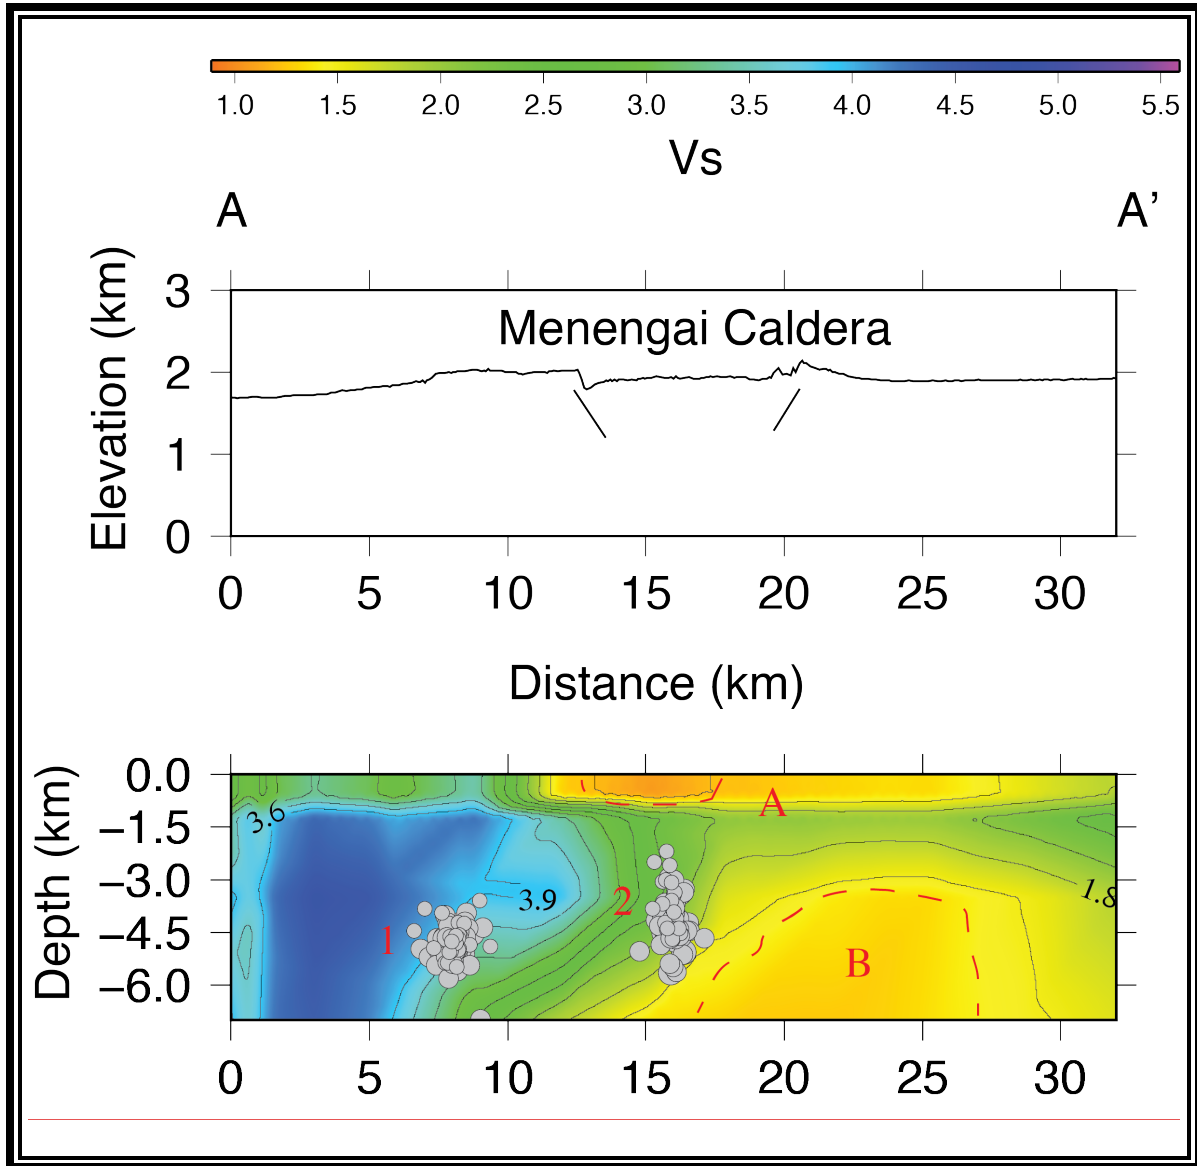 1.0 1.5 2.0 2.5 3.0 3.5 4.0 4.5 5.0 5.5
Vs
A A’
Elevation (km)
3
2
1
0
Menengai Caldera
0 5 10 15 20 25 30
Distance (km)
Depth (km)
0.0
−1.5
−3.0
−4.5
−6.0
A
3.6
1.8
3.9
2
1
B
0 5 10 15 20 25 30